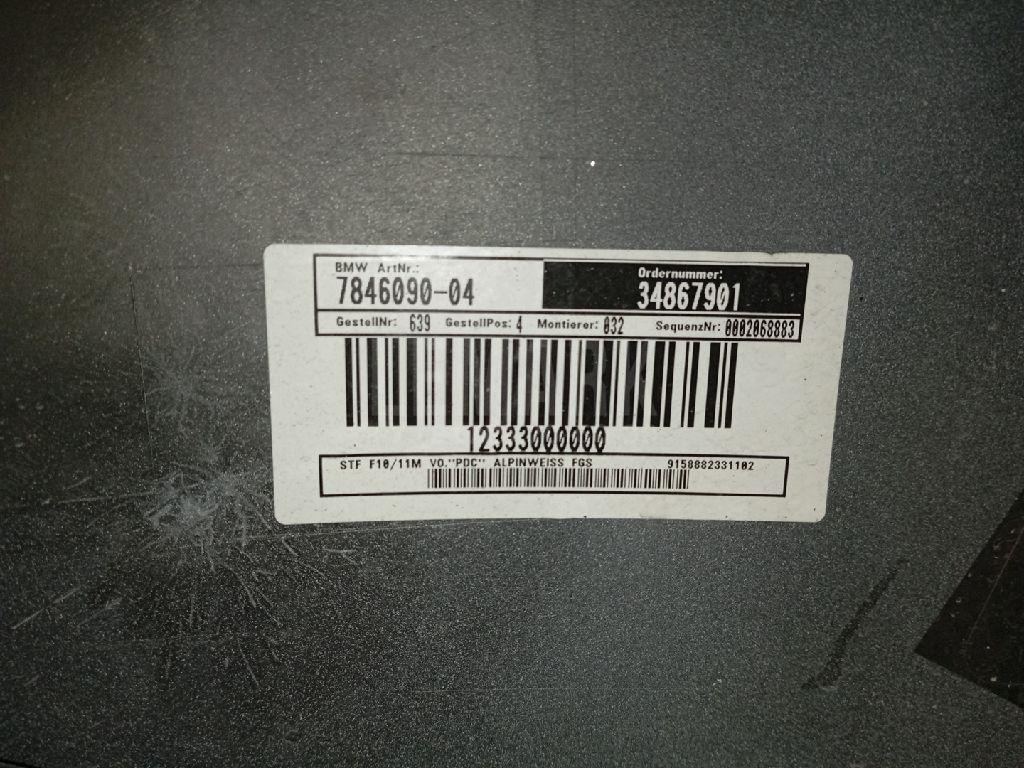 BMW ArtNr.: Ordernummer:
7846090-04 34867901
GestellNr: 639 GestellPos: 4 Montierer: 032 SequenzNr: 0002068883
12333000000
STF F10/11M VO."PDC" ALPINWEISS FGS 9158882331102